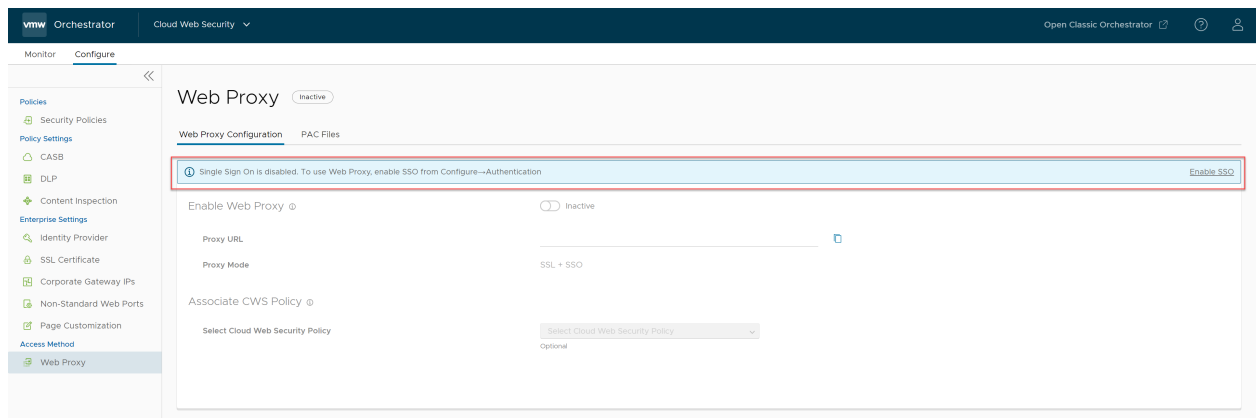 vmw Orchestrator Cloud Web Security Open Classic Orchestrator
Monitor Configure
Policies
Security Policies
Policy Settings
CASB
DLP
Content Inspection
Enterprise Settings
Identity Provider
SSL Certificate
Corporate Gateway IPs
Non-Standard Web Ports
Page Customization
Access Method
Web Proxy
Web Proxy Inactive
Web Proxy Configuration PAC Files
Single Sign On is disabled. To use Web Proxy, enable SSO from Configure→Authentication Enable SSO
Enable Web Proxy Inactive
Proxy URL
Proxy Mode SSL + SSO
Associate CWS Policy
Select Cloud Web Security Policy Select Cloud Web Security Policy
Optional